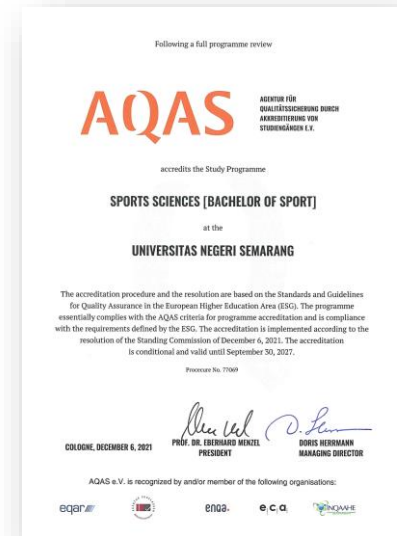 Following a full programme review
AQAS
AGENTUR FÜR
QUALITÄTSSICHERUNG DURCH
AKKREDITIERUNG VON
STUDIENGÄNGEN E.V.
accredits the Study Programme
SPORTS SCIENCES [BACHELOR OF SPORT]
at the
UNIVERSITAS NEGERI SEMARANG
The accreditation procedure and the resolution are based on the Standards and Guidelines
for Quality Assurance in the European Higher Education Area (ESG). The programme
essentially complies with the AQAS criteria for programme accreditation and is compliance
with the requirements defined by the ESG. The accreditation is implemented according to the
resolution of the Standing Commission of December 6, 2021. The accreditation
is conditional and valid until September 30, 2027.
Procecure No. 77069
COLOGNE, DECEMBER 6, 2021
PROF. DR. EBERHARD MENZEL
PRESIDENT
DORIS HERRMANN
MANAGING DIRECTOR
AQAS e.V. is recognized by and/or member of the following organisations:
eqar
enqa.
e,c,a,
INQAAHE